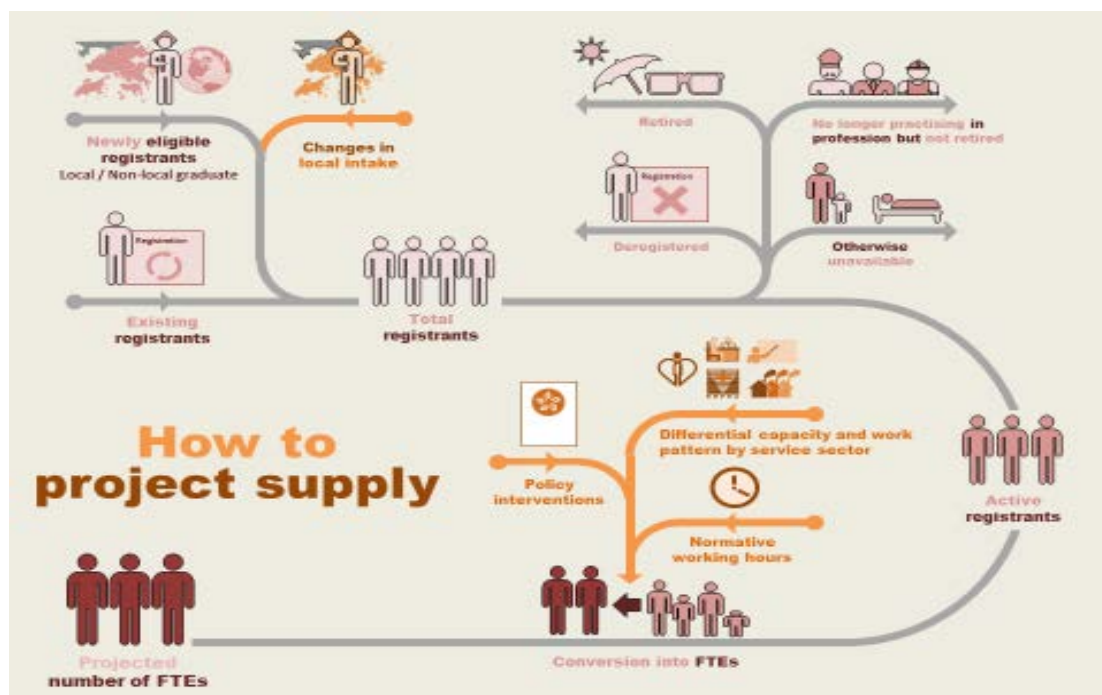 Newly eligible
registrants
Local / Non-local graduate
Changes in
local intake
Retired
No longer practising in
profession but not retired
Registration
Deregistered
Otherwise
unavailable
Registration
Existing
registrants
Total
registrants
How to
project supply
Differential capacity and work
pattern by service sector
Policy
interventions
Normative
working hours
Active
registrants
Conversion into FTEs
Projected
number of FTEs